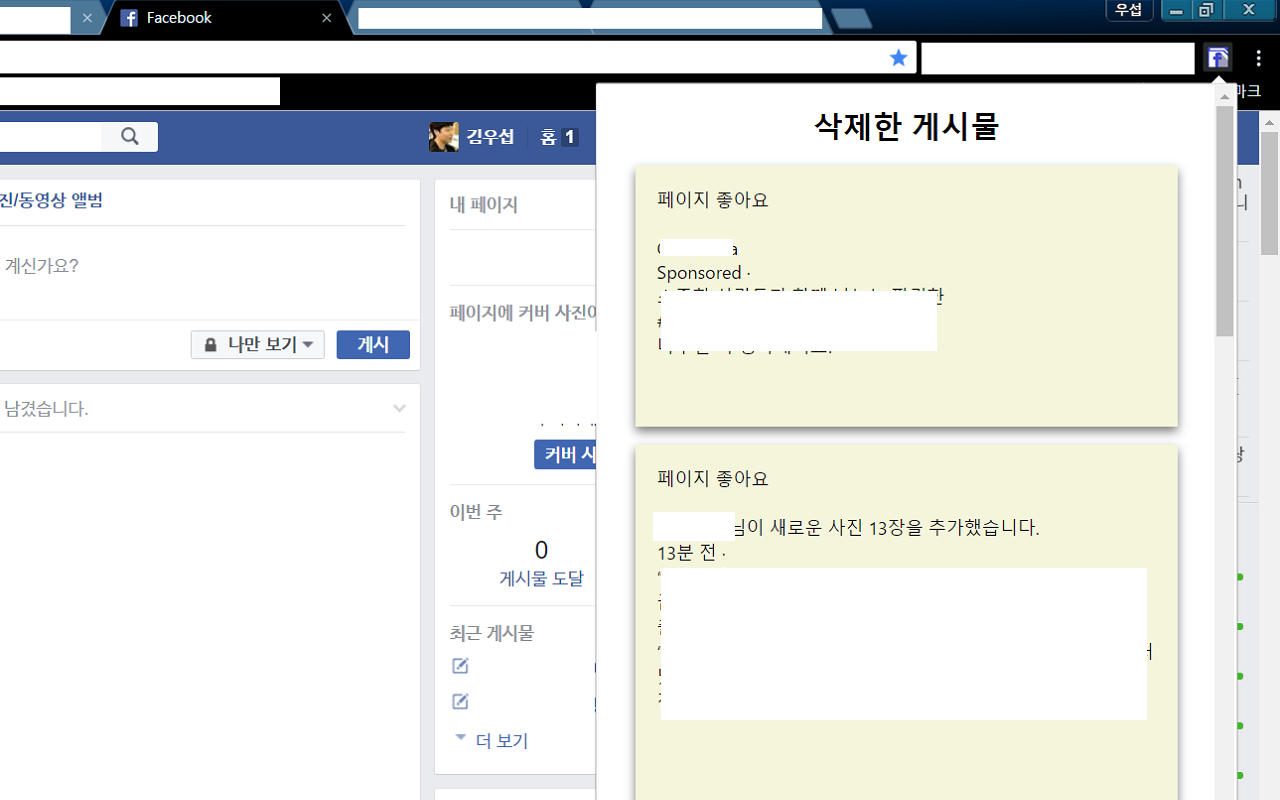 Facebook
우섭
마크
김우섭
홈 1
진/동영상 앨범
계신가요?
나만 보기
게시
남겼습니다.
내 페이지
페이지에 커버 사진이
커버 사
이번 주
0
게시물 도달
최근 게시물
더 보기
삭제한 게시물
페이지 좋아요
Sponsored ·
페이지 좋아요
님이 새로운 사진 13장을 추가했습니다.
13분 전 ·